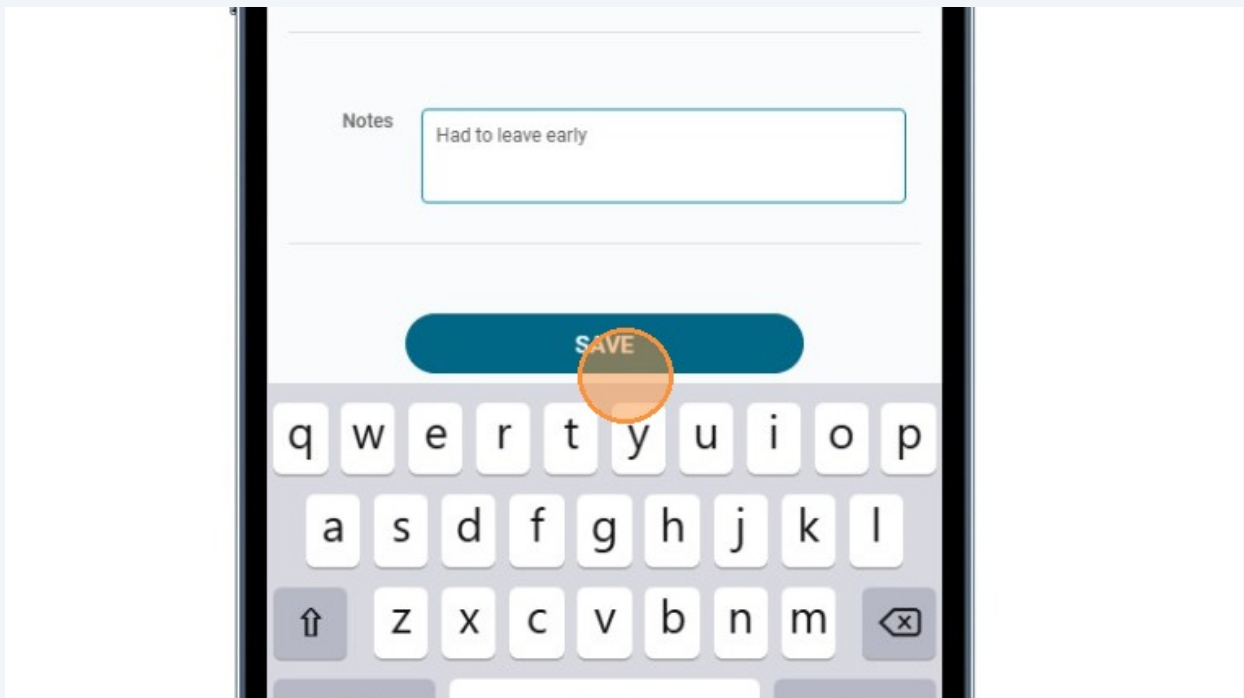 Notes
Had to leave early
SAVE
q w e r t y u i o p
a s d f g h j k l
z x c v b n m